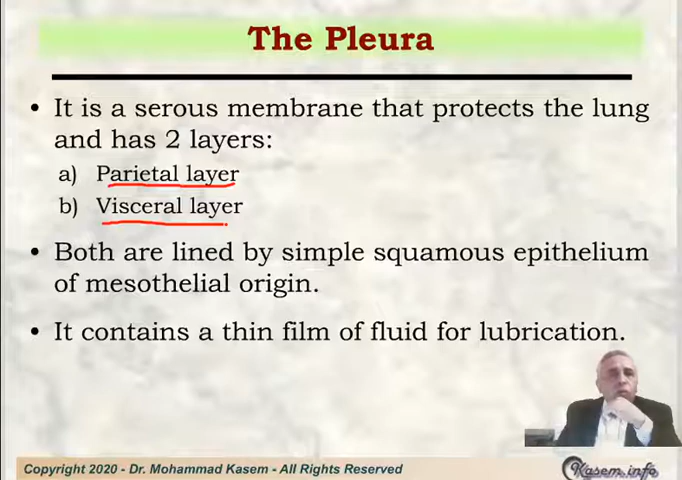 The Pleura
• It is a serous membrane that protects the lung
and has 2 layers:
a) Parietal layer
b) Visceral layer
• Both are lined by simple squamous epithelium
of mesothelial origin.
• It contains a thin film of fluid for lubrication.
Copyright 2020 - Dr. Mohammad Kasem - All Rights Reserved
Kasem.info